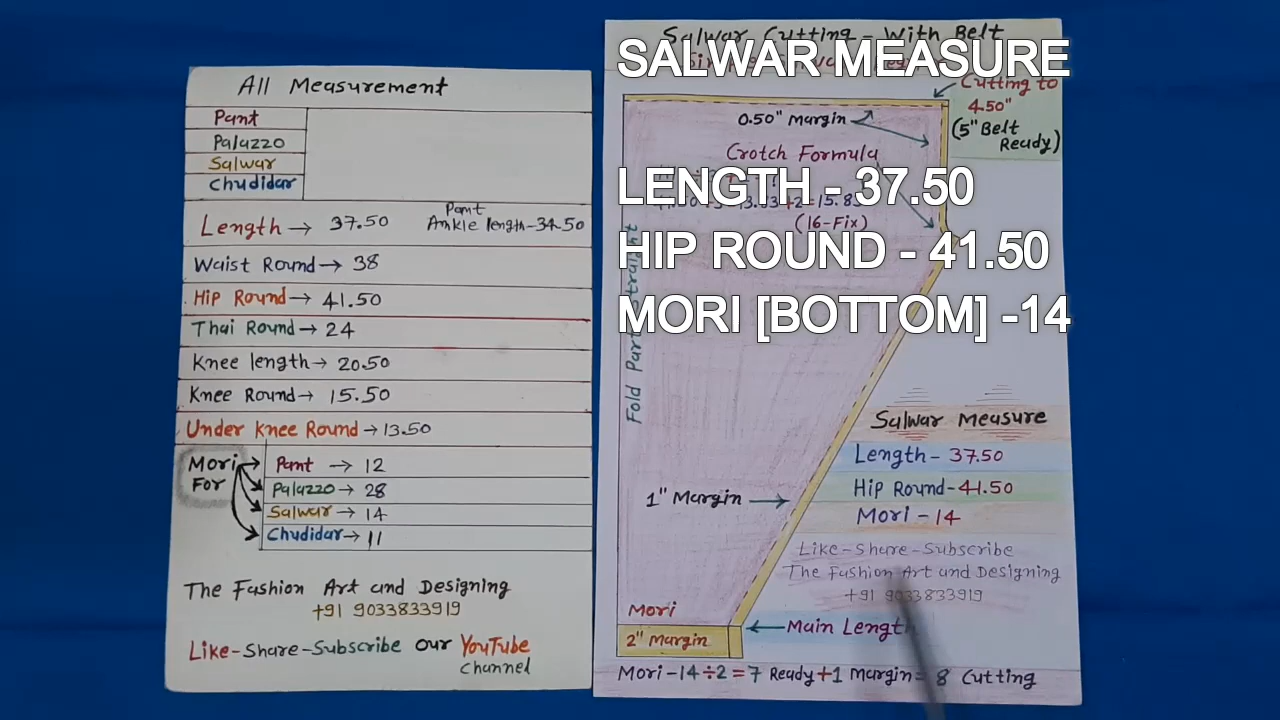 All Measurement
Pant
Palazzo
Salwar
Chudidar
Length → 37.50
Pant
Ankle length-34.50
Waist Round → 38
Hip Round → 41.50
Thai Round → 24
Knee length → 20.50
Knee Round → 15.50
Under Knee Round → 13.50
Mori For
Pant → 12
Palazzo → 28
Salwar → 14
Chudidar → 11
The Fashion Art and Designing
+91 9033833919
Like-Share-Subscribe our YouTube
channel
Salwar Cutting - With Belt
SALWAR MEASURE
Cutting to
4.50"
(5" Belt
Ready)
0.50" Margin
Crotch Formula
LENGTH - 37.50
(16-Fix)
HIP ROUND - 41.50
MORI [BOTTOM] -14
Fold Part Straight
Salwar Measure
Length- 37.50
Hip Round-41.50
Mori - 14
1" Margin
Like-Share-Subscribe
The Fashion Art and Designing
+91 9033833919
Mori
Main Length
2" Margin
Mori-14÷2=7 Ready+1 Margin= 8 Cutting